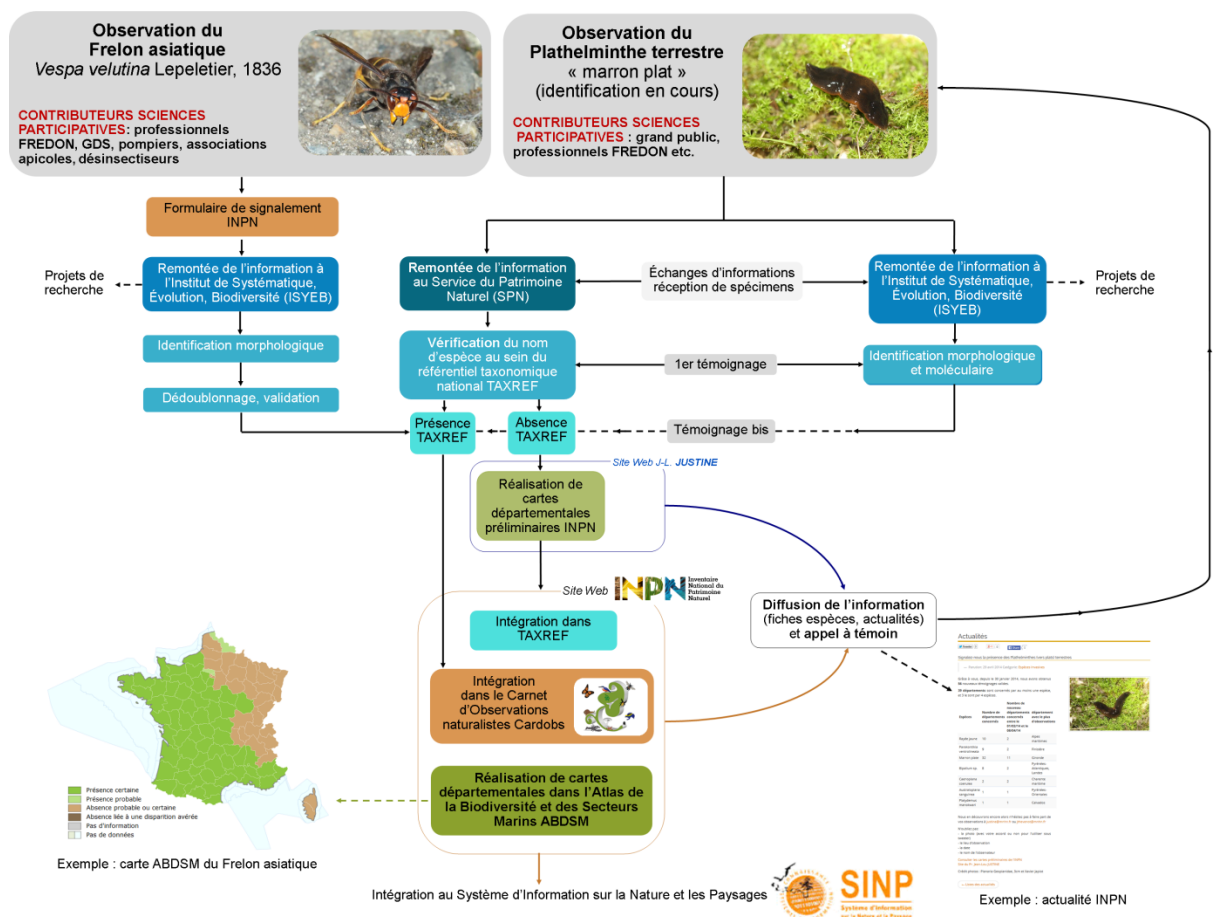 Observation du
Frelon asiatique
Vespa velutina Lepeletier, 1836
CONTRIBUTEURS SCIENCES
PARTICIPATIVES: professionnels
FREDON, GDS, pompiers, associations
apicoles, désinsectiseurs
Observation du
Plathelminthe terrestre
« marron plat »
(identification en cours)
CONTRIBUTEURS SCIENCES
PARTICIPATIVES : grand public,
professionnels FREDON etc.
Formulaire de signalement
INPN
Projets de
recherche
Remontée de l'information à
l'Institut de Systématique,
Évolution, Biodiversité (ISYEB)
Remontée de l'information
au Service du Patrimoine
Naturel (SPN)
Échanges d'informations
réception de spécimens
Remontée de l'information à
l'Institut de Systématique,
Évolution, Biodiversité
(ISYEB)
Projets de
recherche
Identification morphologique
Vérification du nom
d'espèce au sein du
référentiel taxonomique
national TAXREF
1er témoignage
Identification morphologique
et moléculaire
Dédoublonnage, validation
Présence
TAXREF
Absence
TAXREF
Témoignage bis
Site Web J-L. JUSTINE
Réalisation de
cartes
départementales
préliminaires INPN
Site Web
INPN
Inventaire
National du
Patrimoine
Naturel
Intégration dans
TAXREF
Diffusion de l'information
(fiches espèces, actualités)
et appel à témoin
Intégration
dans le Carnet
d'Observations
naturalistes Cardobs
Réalisation de cartes
départementales dans l'Atlas de
la Biodiversité et des Secteurs
Marins ABDSM
Présence certaine
Présence probable
Absence probable ou certaine
Absence liée à une disparition avérée
Pas d'information
Pas de données
Exemple : carte ABDSM du Frelon asiatique
Actualités
Espèces
Nombre de
départements
concernés
Intégration au Système d'Information sur la Nature et les Paysages
SINP
Système d'Information
sur la Nature et le Paysage
Exemple : actualité INPN